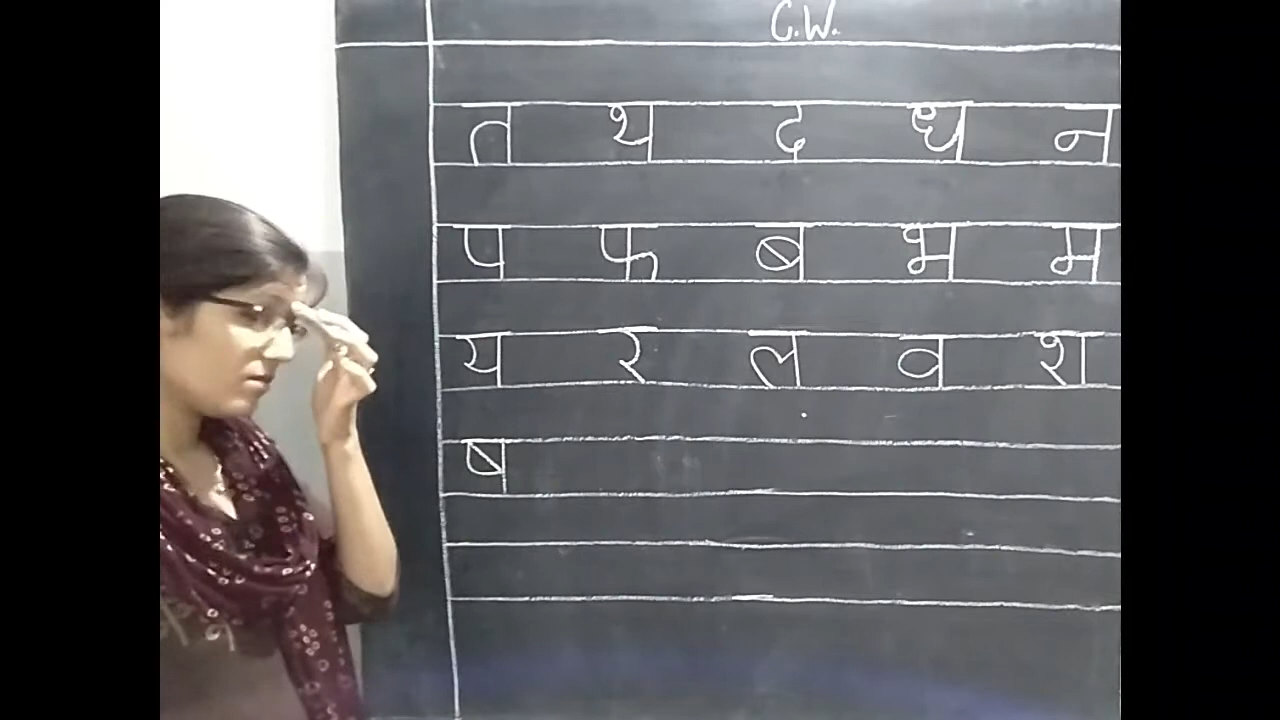 C.W.
त थ द ध न
प फ ब भ म
य र ल व श
ष